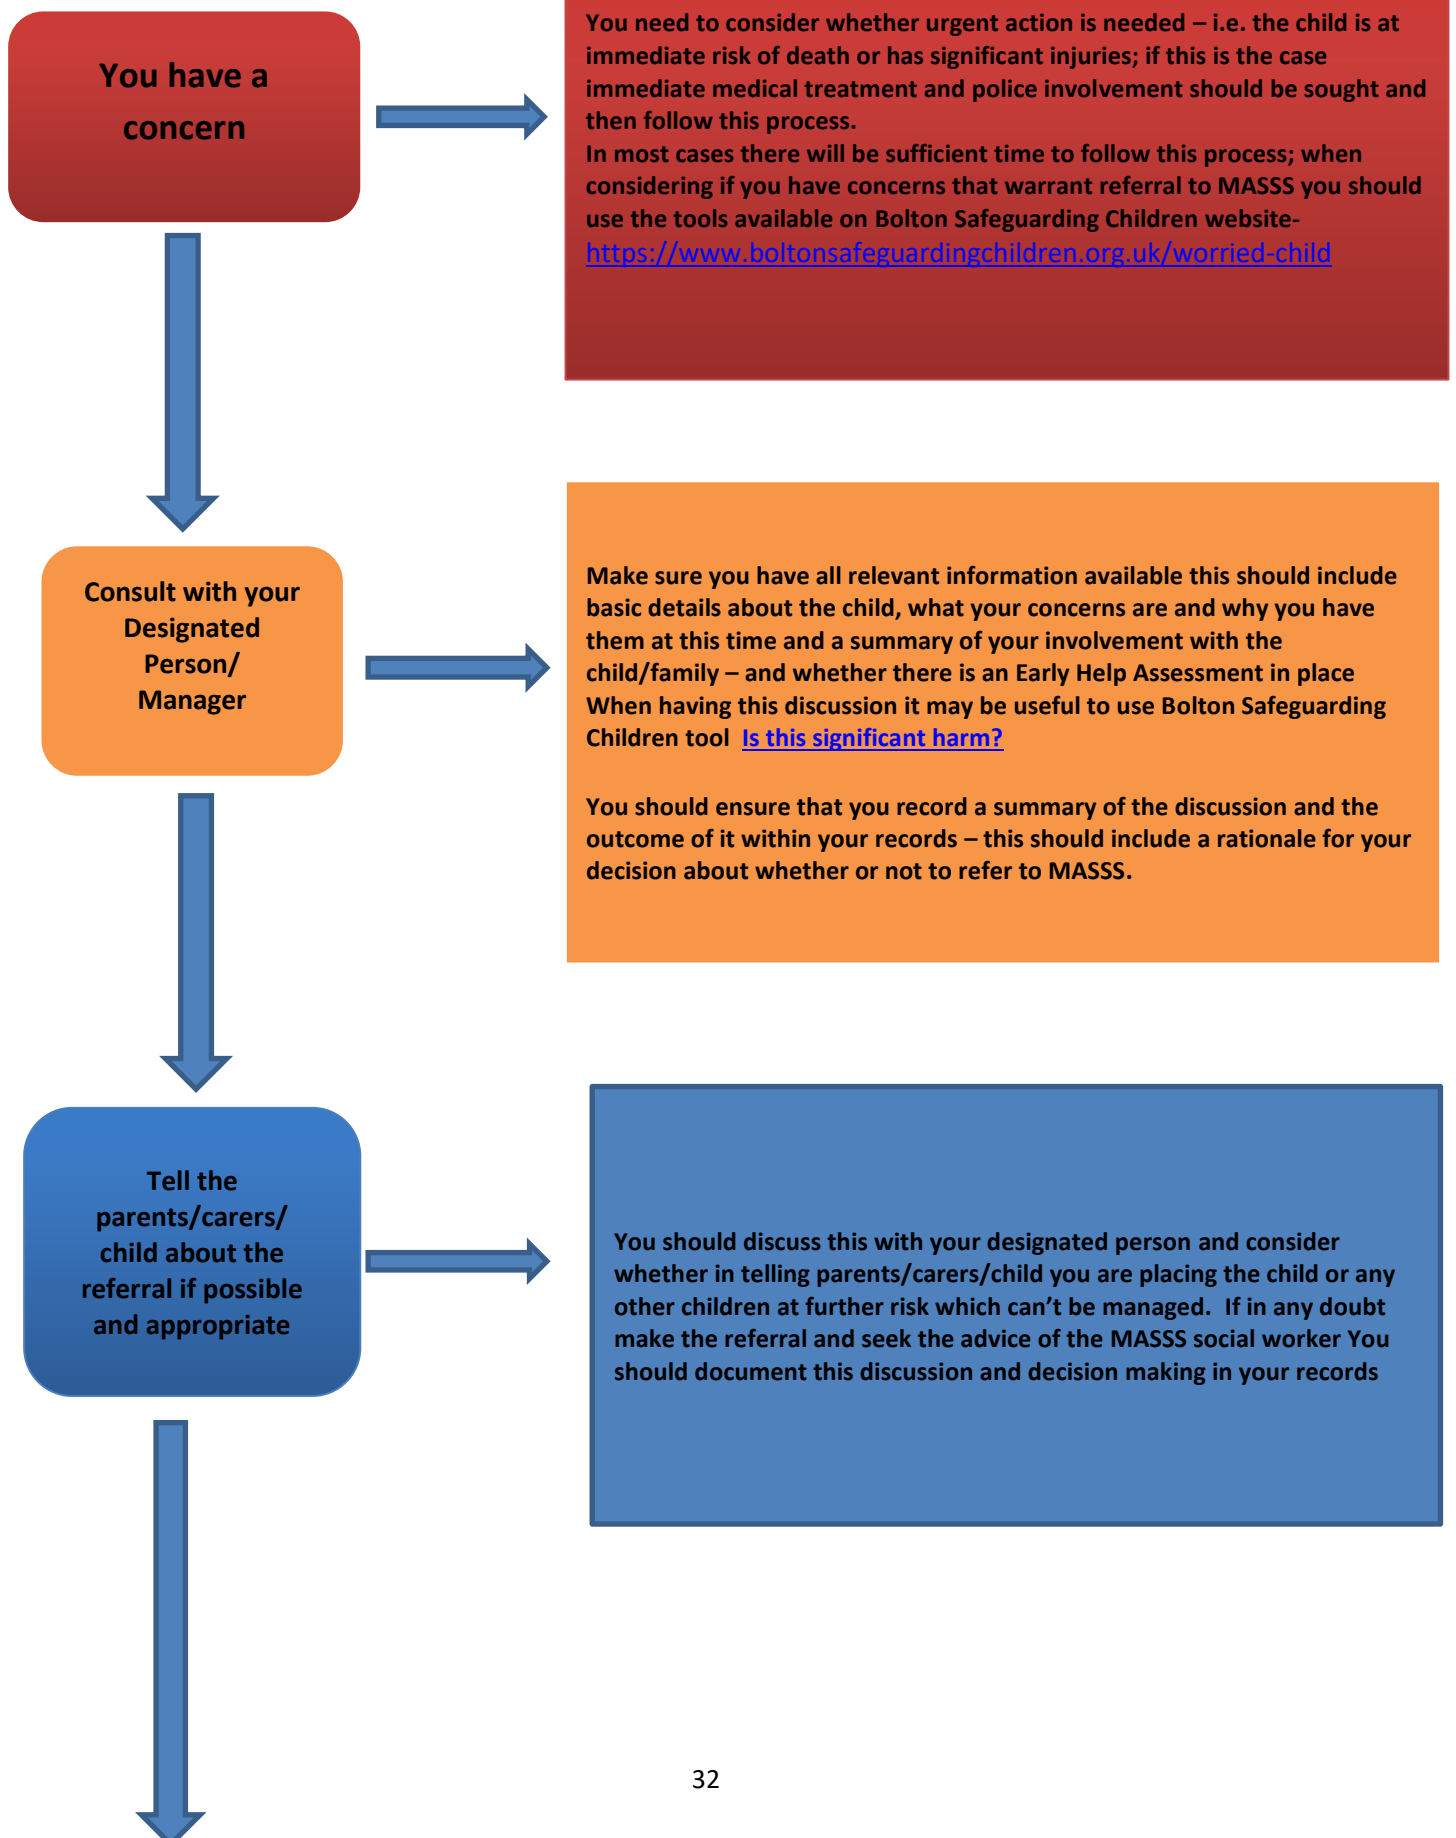 You have a
concern
You need to consider whether urgent action is needed – i.e. the child is at
immediate risk of death or has significant injuries; if this is the case
immediate medical treatment and police involvement should be sought and
then follow this process.
In most cases there will be sufficient time to follow this process; when
considering if you have concerns that warrant referral to MASSS you should
use the tools available on Bolton Safeguarding Children website-
https://www.boltonsafeguardingchildren.org.uk/worried-child
Consult with your
Designated
Person/
Manager
Make sure you have all relevant information available this should include
basic details about the child, what your concerns are and why you have
them at this time and a summary of your involvement with the
child/family – and whether there is an Early Help Assessment in place
When having this discussion it may be useful to use Bolton Safeguarding
Children tool  Is this significant harm?
You should ensure that you record a summary of the discussion and the
outcome of it within your records – this should include a rationale for your
decision about whether or not to refer to MASSS.
Tell the
parents/carers/
child about the
referral if possible
and appropriate
You should discuss this with your designated person and consider
whether in telling parents/carers/child you are placing the child or any
other children at further risk which can’t be managed.  If in any doubt
make the referral and seek the advice of the MASSS social worker You
should document this discussion and decision making in your records
32